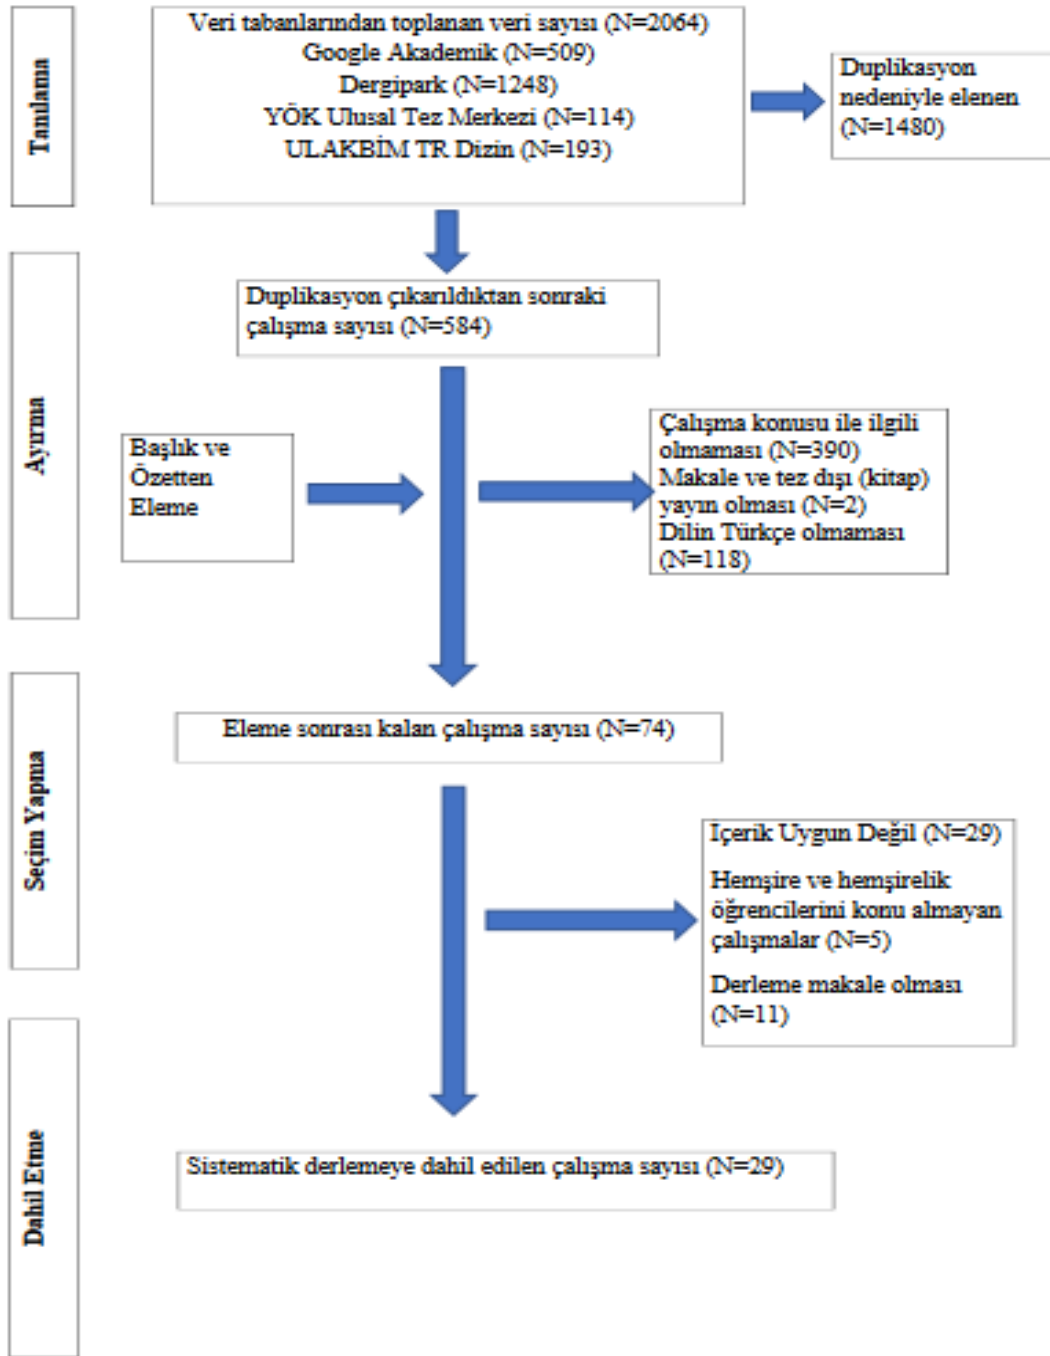 Tanılama
Veri tabanlarından toplanan veri sayısı (N=2064)
Google Akademik (N=509)
Dergipark (N=1248)
YÖK Ulusal Tez Merkezi (N=114)
ULAKBİM TR Dizin (N=193)
Duplikasyon
nedeniyle elenen
(N=1480)
Ayırma
Duplikasyon çıkarıldıktan sonraki
çalışma sayısı (N=584)
Başlık ve
Özetten
Eleme
Çalışma konusu ile ilgili
olmaması (N=390)
Makale ve tez dışı (kitap)
yayın olması (N=2)
Dilin Türkçe olmaması
(N=118)
Seçim Yapma
Eleme sonrası kalan çalışma sayısı (N=74)
İçerik Uygun Değil (N=29)
Hemşire ve hemşirelik
öğrencilerini konu almayan
çalışmalar (N=5)
Derleme makale olması
(N=11)
Dahil Etme
Sistematik derlemeye dahil edilen çalışma sayısı (N=29)